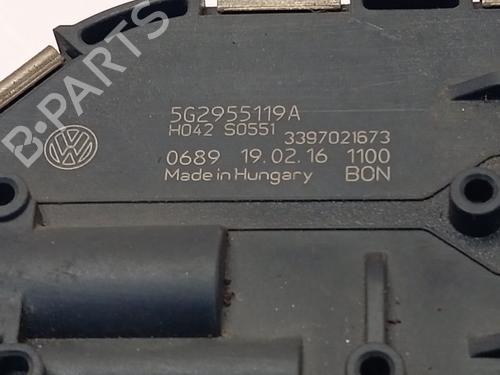 B-PARTS
5G2955119A
H042 S0551 3397021673
0689 19.02.16 1100
Made in Hungary BON